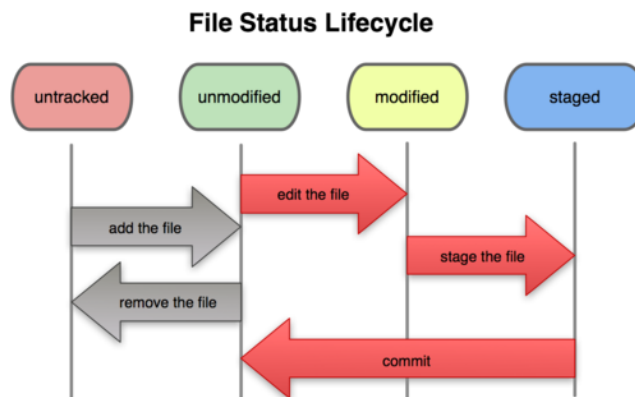 File Status Lifecycle
untracked
unmodified
modified
staged
edit the file
add the file
stage the file
remove the file
commit